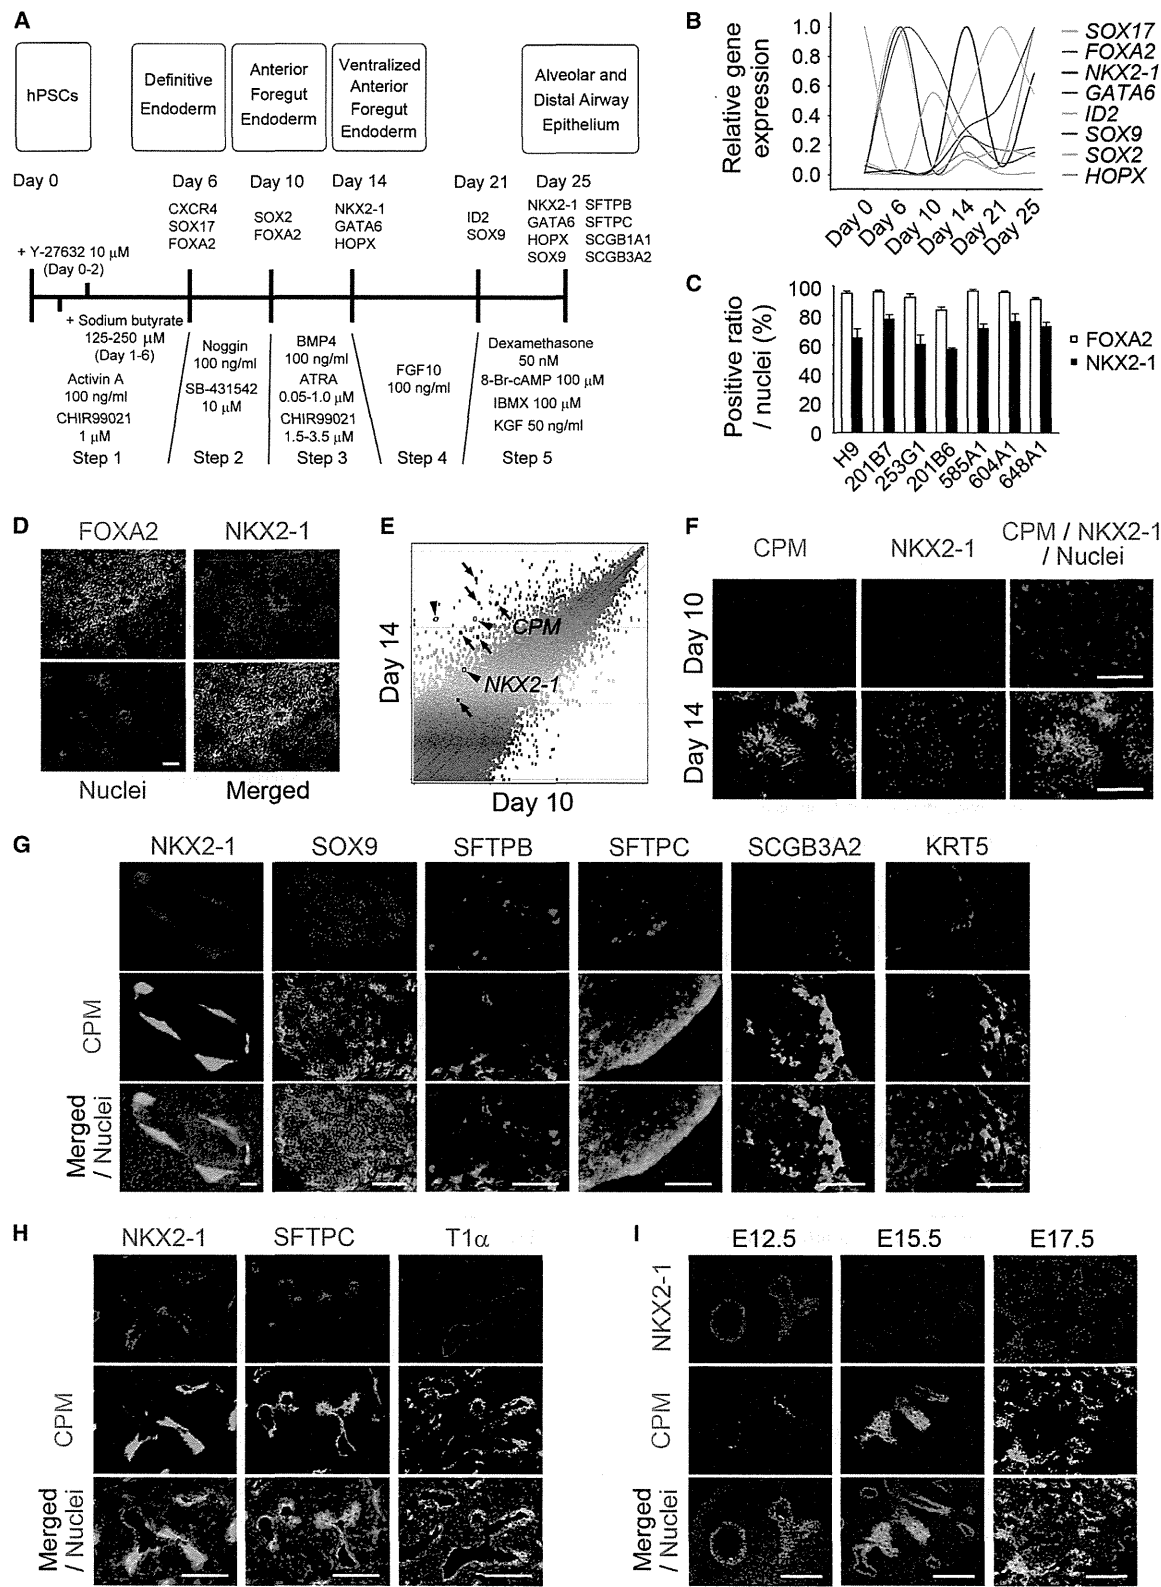 A
hPSCs
Definitive
Endoderm
Anterior
Foregut
Endoderm
Ventralized
Anterior
Foregut
Endoderm
Alveolar and
Distal Airway
Epithelium
Day 0
Day 6
Day 10
Day 14
Day 21
Day 25
CXCR4
SOX17
FOXA2
SOX2
FOXA2
NKX2-1
GATA6
HOPX
ID2
SOX9
NKX2-1 SFTPB
GATA6 SFTPC
HOPX SCGB1A1
SOX9 SCGB3A2
+ Y-27632 10 μM
(Day 0-2)
+ Sodium butyrate
125-250 μM
(Day 1-6)
Activin A
100 ng/ml
CHIR99021
1 μM
Step 1
Noggin
100 ng/ml
SB-431542
10 μM
Step 2
BMP4
100 ng/ml
ATRA
0.05-1.0 μM
CHIR99021
1.5-3.5 μM
Step 3
FGF10
100 ng/ml
Step 4
Dexamethasone
50 nM
8-Br-cAMP 100 μM
IBMX 100 μM
KGF 50 ng/ml
Step 5
B
Relative gene
expression
1.0
0.8
0.6
0.4
0.2
0.0
Day 0
Day 6
Day 10
Day 14
Day 21
Day 25
SOX17
FOXA2
NKX2-1
GATA6
ID2
SOX9
SOX2
HOPX
C
Positive ratio
/ nuclei (%)
100
80
60
40
20
0
H9
201B7
253G1
201B6
585A1
604A1
648A1
FOXA2
NKX2-1
D
FOXA2
NKX2-1
Nuclei
Merged
E
Day 14
CPM
NKX2-1
Day 10
F
CPM
NKX2-1
CPM / NKX2-1
/ Nuclei
Day 10
Day 14
G
NKX2-1
SOX9
SFTPB
SFTPC
SCGB3A2
KRT5
CPM
Merged
/ Nuclei
H
NKX2-1
SFTPC
T1α
CPM
Merged
/ Nuclei
I
E12.5
E15.5
E17.5
NKX2-1
CPM
Merged
/ Nuclei